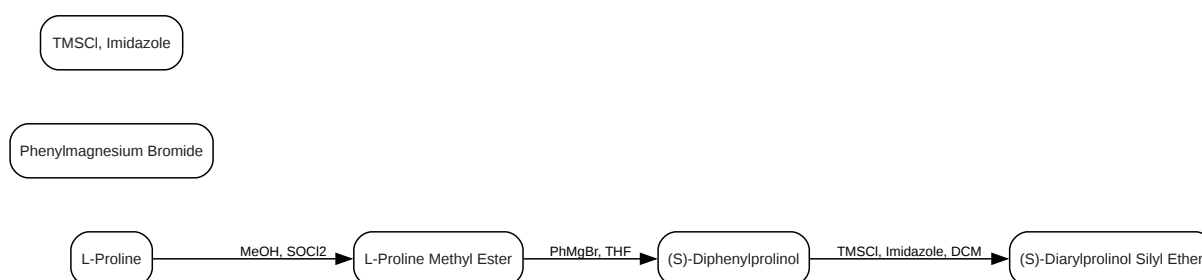 TMSCl, Imidazole
Phenylmagnesium Bromide
L-Proline
MeOH, SOCl2
L-Proline Methyl Ester
PhMgBr, THF
(S)-Diphenylprolinol
TMSCl, Imidazole, DCM
(S)-Diarylprolinol Silyl Ether